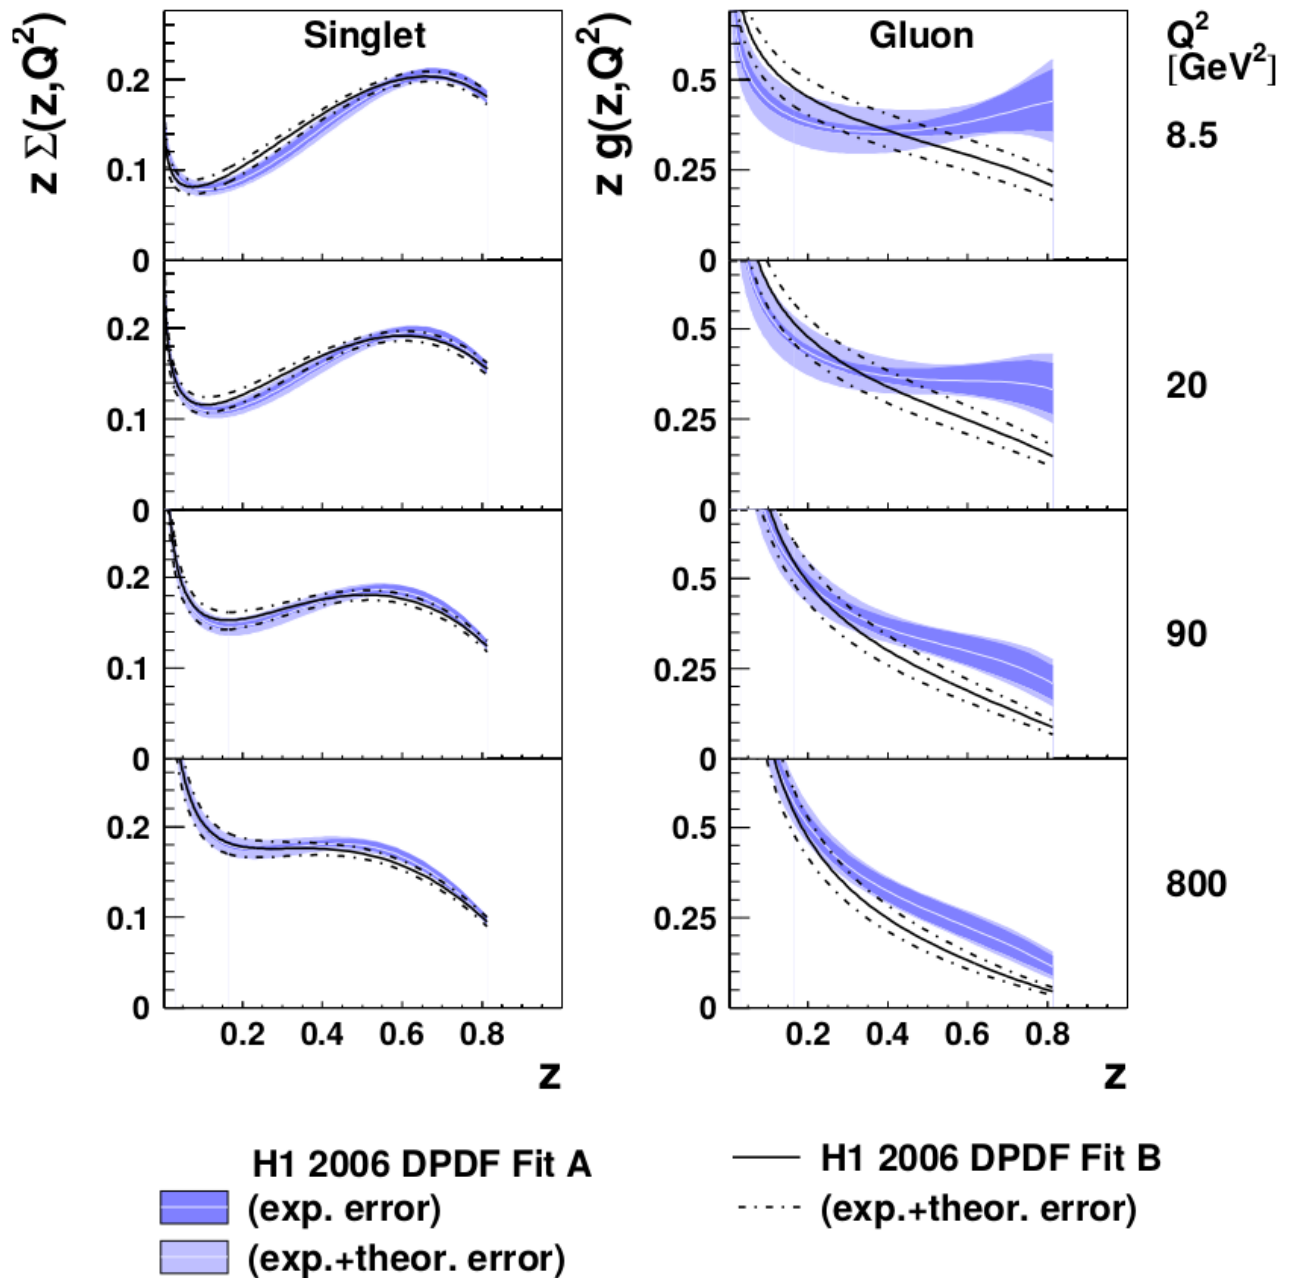 z Σ(z,Q²)
Singlet
0.2
0.1
0
z g(z,Q²)
Gluon
0.5
0.25
0
Q²
[GeV²]
8.5
0.2
0.1
0
0.5
0.25
0
20
0.2
0.1
0
0.5
0.25
0
90
0.2
0.1
0
0.5
0.25
0
800
0.2 0.4 0.6 0.8
z
0.2 0.4 0.6 0.8
z
H1 2006 DPDF Fit A
(exp. error)
(exp.+theor. error)
H1 2006 DPDF Fit B
(exp.+theor. error)